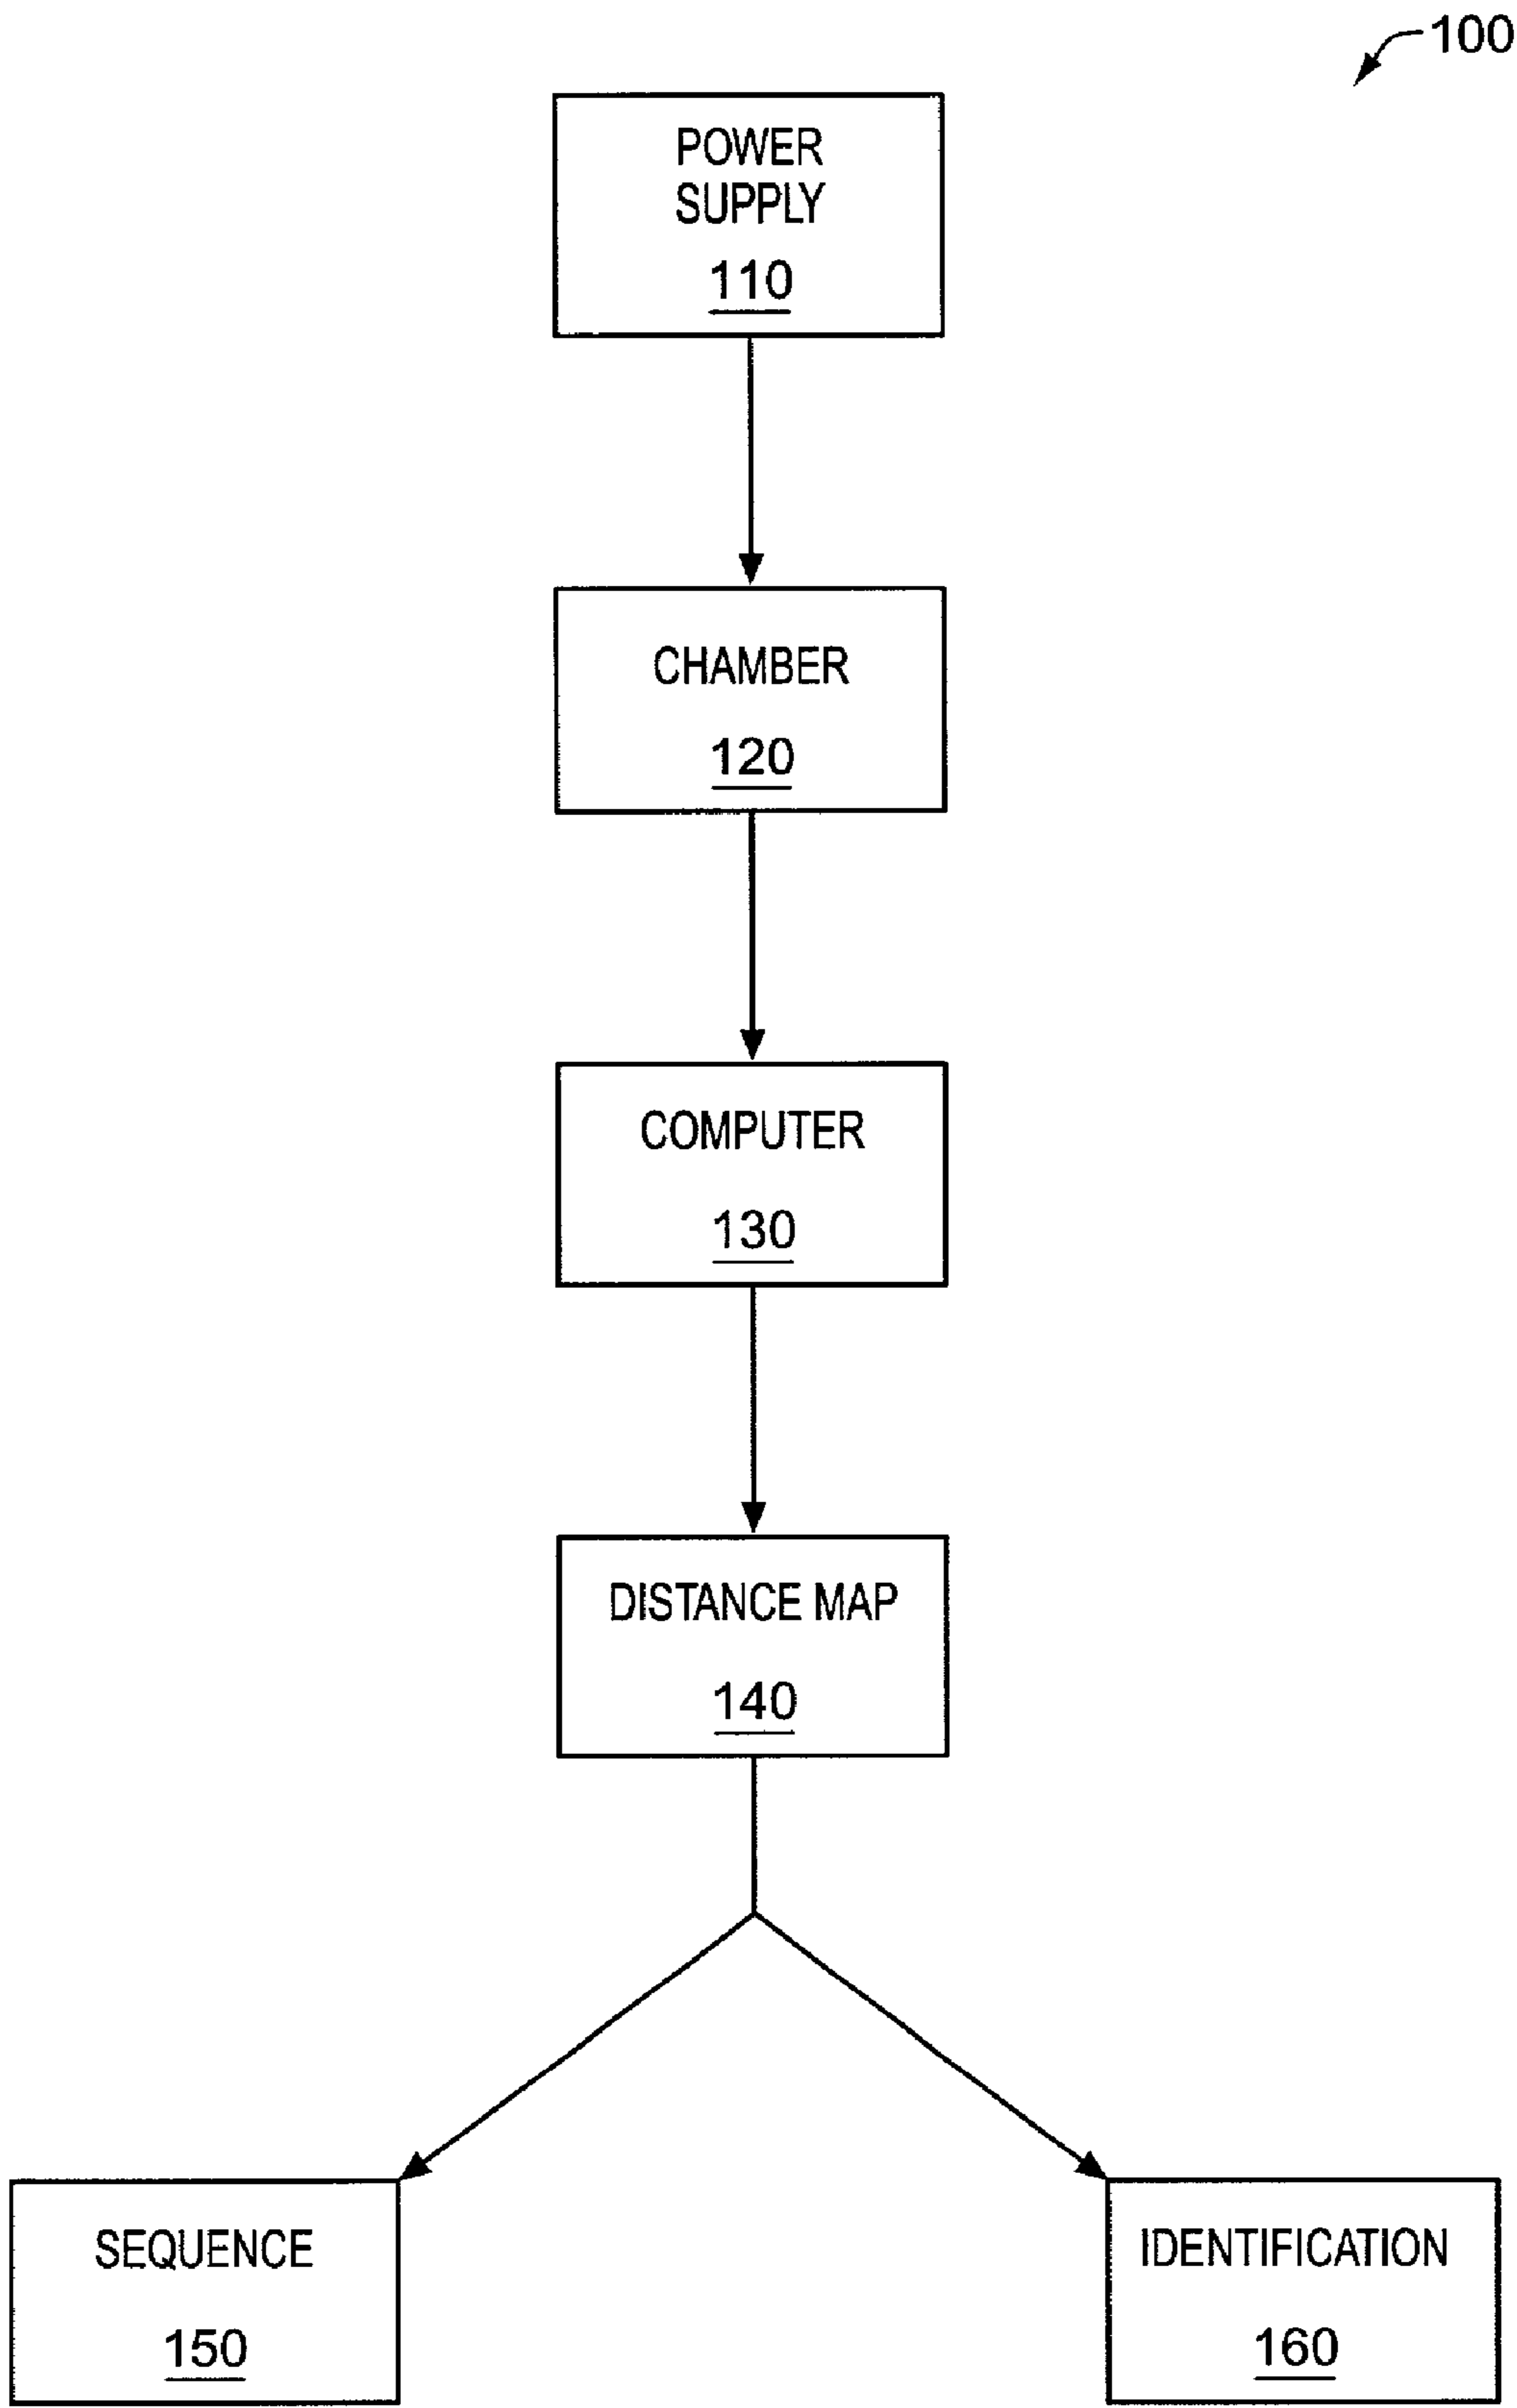 100
POWER
SUPPLY
110
CHAMBER
120
COMPUTER
130
DISTANCE MAP
140
SEQUENCE
150
IDENTIFICATION
160